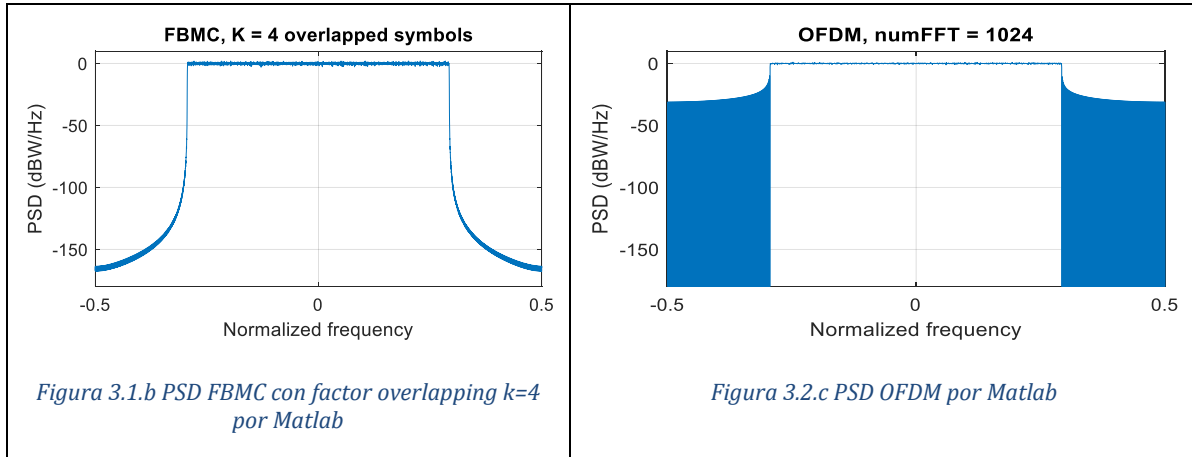 FBMC, K = 4 overlapped symbols
0
-50
-100
-150
PSD (dBW/Hz)
-0.5
0
0.5
Normalized frequency
Figura 3.1.b PSD FBMC con factor overlapping k=4
por Matlab
OFDM, numFFT = 1024
0
-50
-100
-150
PSD (dBW/Hz)
-0.5
0
0.5
Normalized frequency
Figura 3.2.c PSD OFDM por Matlab